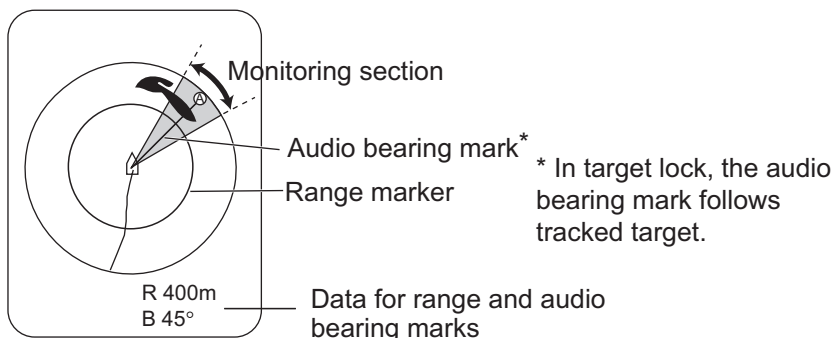 Monitoring section
A
Audio bearing mark*
Range marker
* In target lock, the audio
bearing mark follows
tracked target.
R 400m
B 45°
Data for range and audio
bearing marks